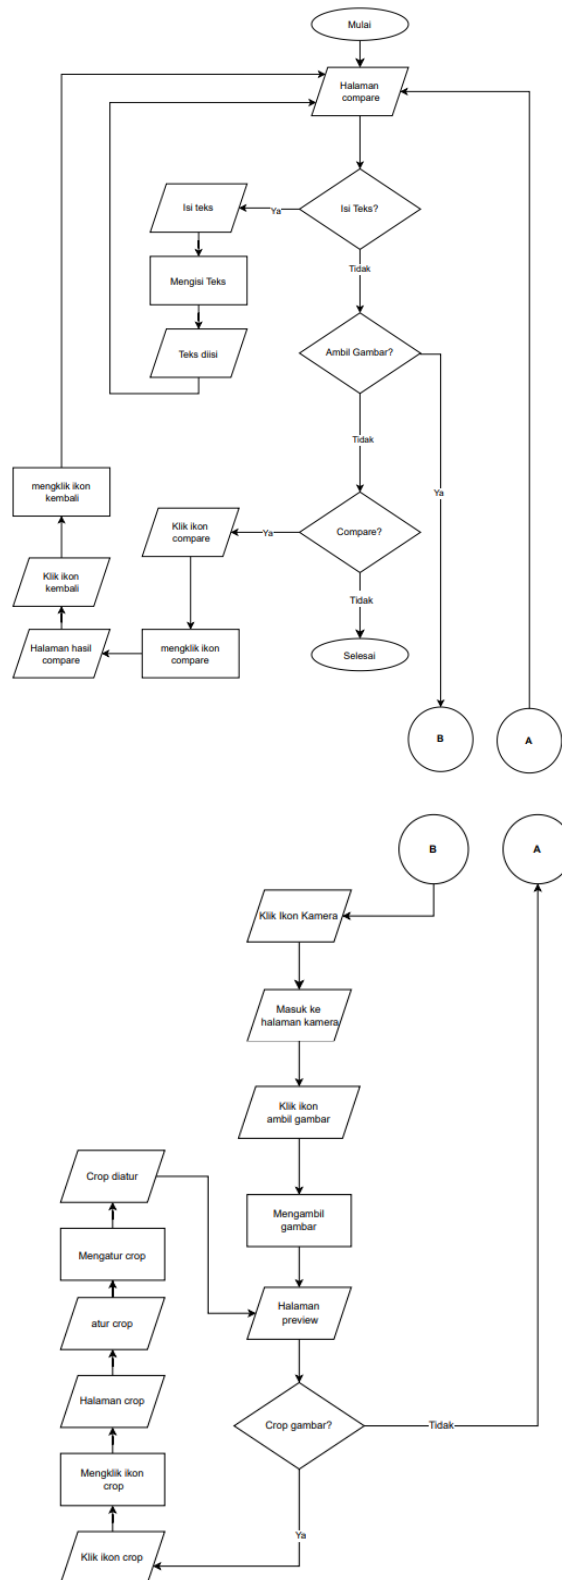 Mulai
Halaman
compare
Isi teks
Ya
Isi Teks?
Mengisi Teks
Tidak
Teks diisi
Ambil Gambar?
Tidak
Ya
mengklik ikon
kembali
Klik ikon
compare
Ya
Compare?
Klik ikon
kembali
Tidak
Halaman hasil
compare
mengklik ikon
compare
Selesai
B
A
B
A
Klik Ikon Kamera
Masuk ke
halaman kamera
Klik ikon
ambil gambar
Crop diatur
Mengambil
gambar
Mengatur crop
Halaman
preview
atur crop
Halaman crop
Crop gambar?
Tidak
Mengklik ikon
crop
Ya
Klik ikon crop